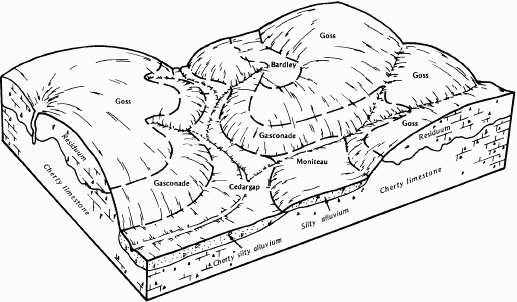 Goss
Bardley
Goss
Goss
Gasconade
Goss
Residuum
Residuum
Moniteau
Gasconade
Cedargap
Cherty limestone
Cherty limestone
Silty alluvium
Cherty silty alluvium